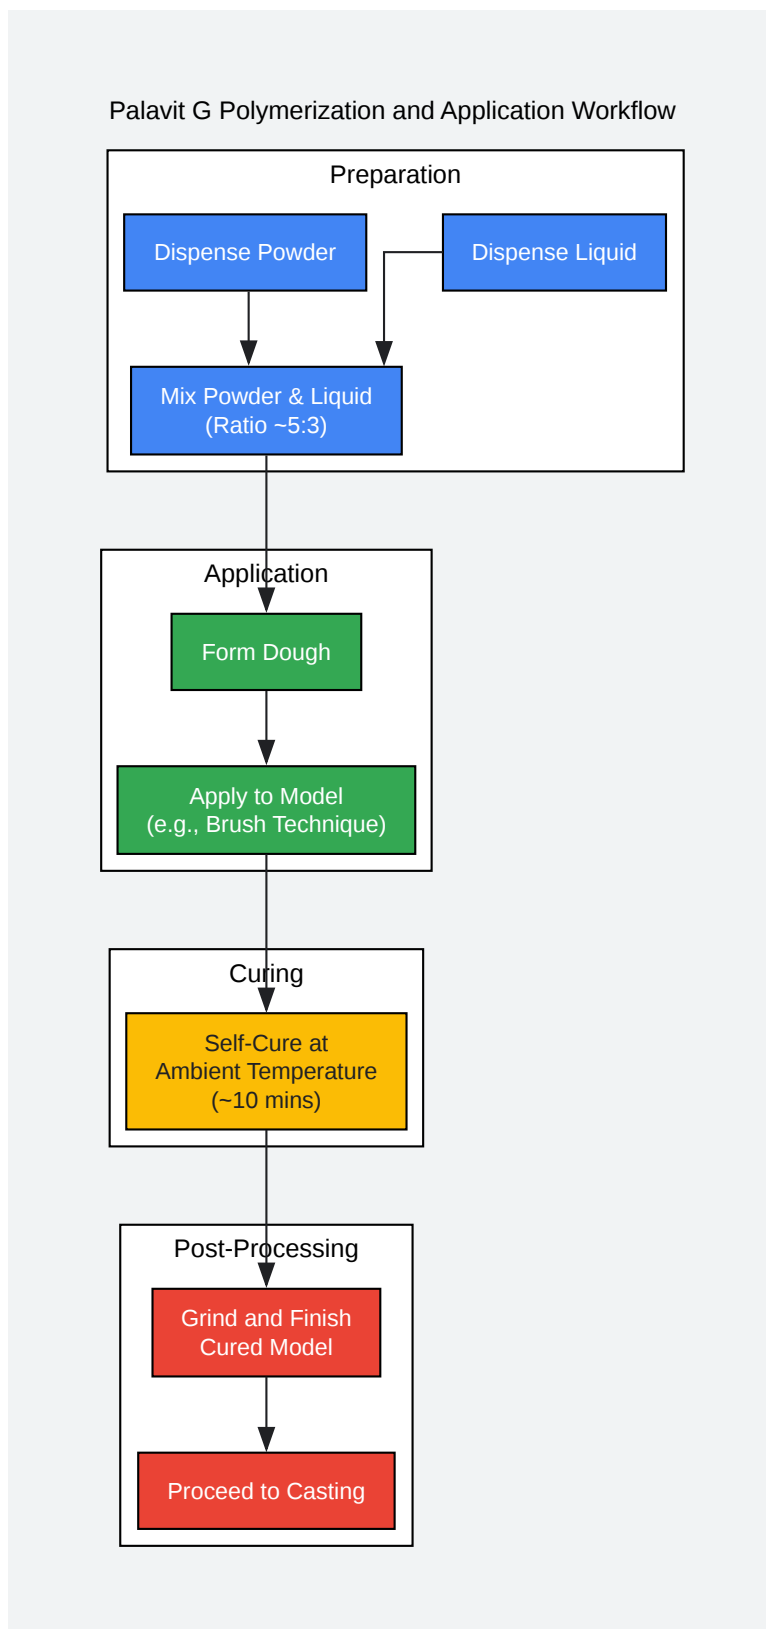 Palavit G Polymerization and Application Workflow
Preparation
Dispense Powder
Dispense Liquid
Mix Powder & Liquid
(Ratio ~5:3)
Application
Form Dough
Apply to Model
(e.g., Brush Technique)
Curing
Self-Cure at
Ambient Temperature
(~10 mins)
Post-Processing
Grind and Finish
Cured Model
Proceed to Casting